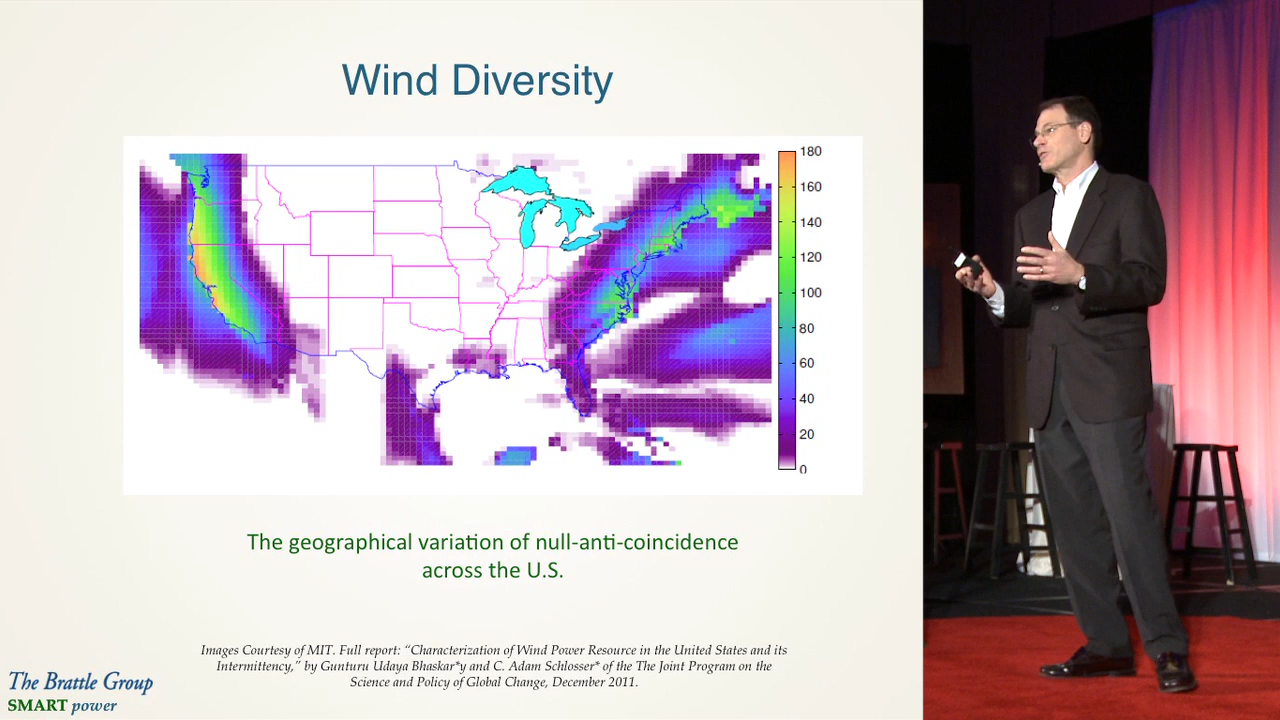 Wind Diversity
180
160
140
120
100
80
60
40
20
0
The geographical variation of null-anti-coincidence
across the U.S.
Images Courtesy of MIT. Full report: “Characterization of Wind Power Resource in the United States and its
Intermittency,” by Gunturu Udaya Bhaskar*y and C. Adam Schlosser* of the The Joint Program on the
Science and Policy of Global Change, December 2011.
The Brattle Group
SMART power